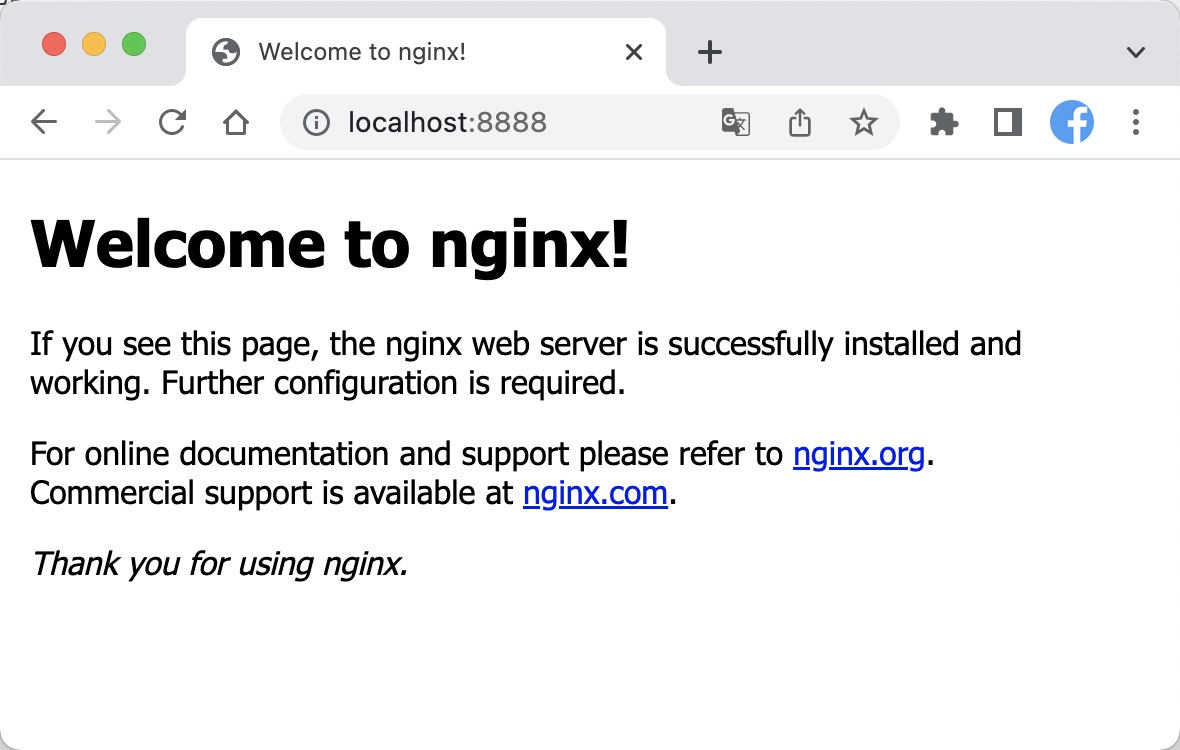 Welcome to nginx!
localhost:8888
Welcome to nginx!
If you see this page, the nginx web server is successfully installed and
working. Further configuration is required.
For online documentation and support please refer to nginx.org.
Commercial support is available at nginx.com.
Thank you for using nginx.